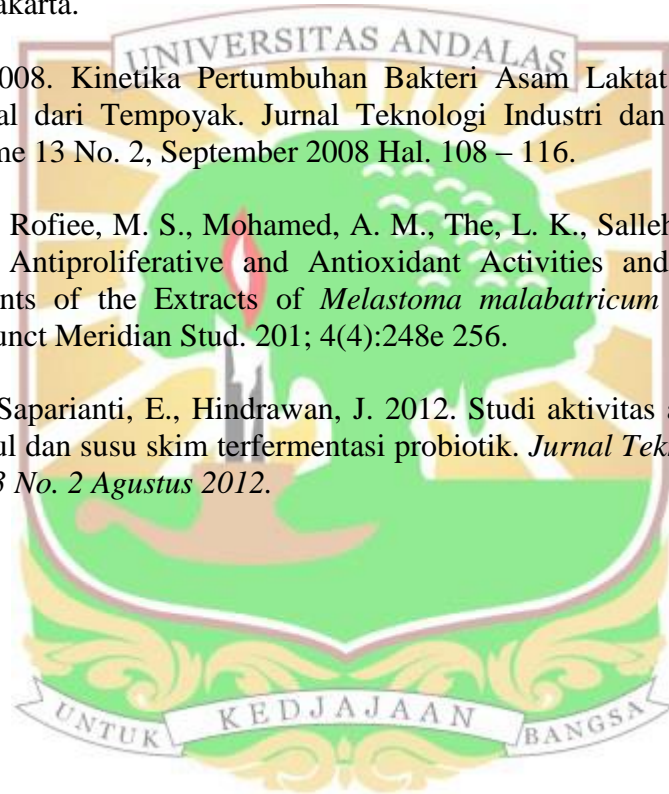 akarta.
UNIVERSITAS ANDALAS
008. Kinetika Pertumbuhan Bakteri Asam Laktat
al dari Tempoyak. Jurnal Teknologi Industri dan
me 13 No. 2, September 2008 Hal. 108 – 116.
Rofiee, M. S., Mohamed, A. M., The, L. K., Salleh
Antiproliferative and Antioxidant Activities and
nts of the Extracts of Melastoma malabatricum
unct Meridian Stud. 201; 4(4):248e 256.
Saparianti, E., Hindrawan, J. 2012. Studi aktivitas a
ul dan susu skim terfermentasi probiotik. Jurnal Tek
3 No. 2 Agustus 2012.
UNTUK KEDJAJAAN BANGSA